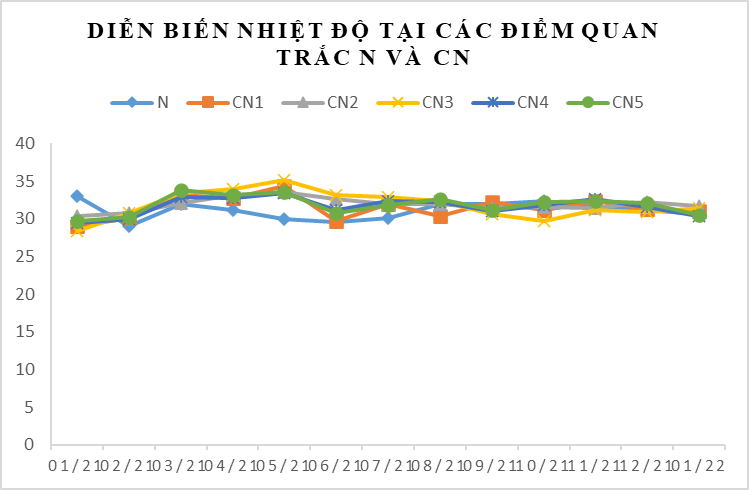 DIỄN BIẾN NHIỆT ĐỘ TẠI CÁC ĐIỂM QUAN
TRẮC N VÀ CN
N CN1 CN2 CN3 CN4 CN5
40
35
30
25
20
15
10
5
0
01/21 02/21 03/21 04/21 05/21 06/21 07/21 08/21 09/21 10/21 11/21 12/21 01/22